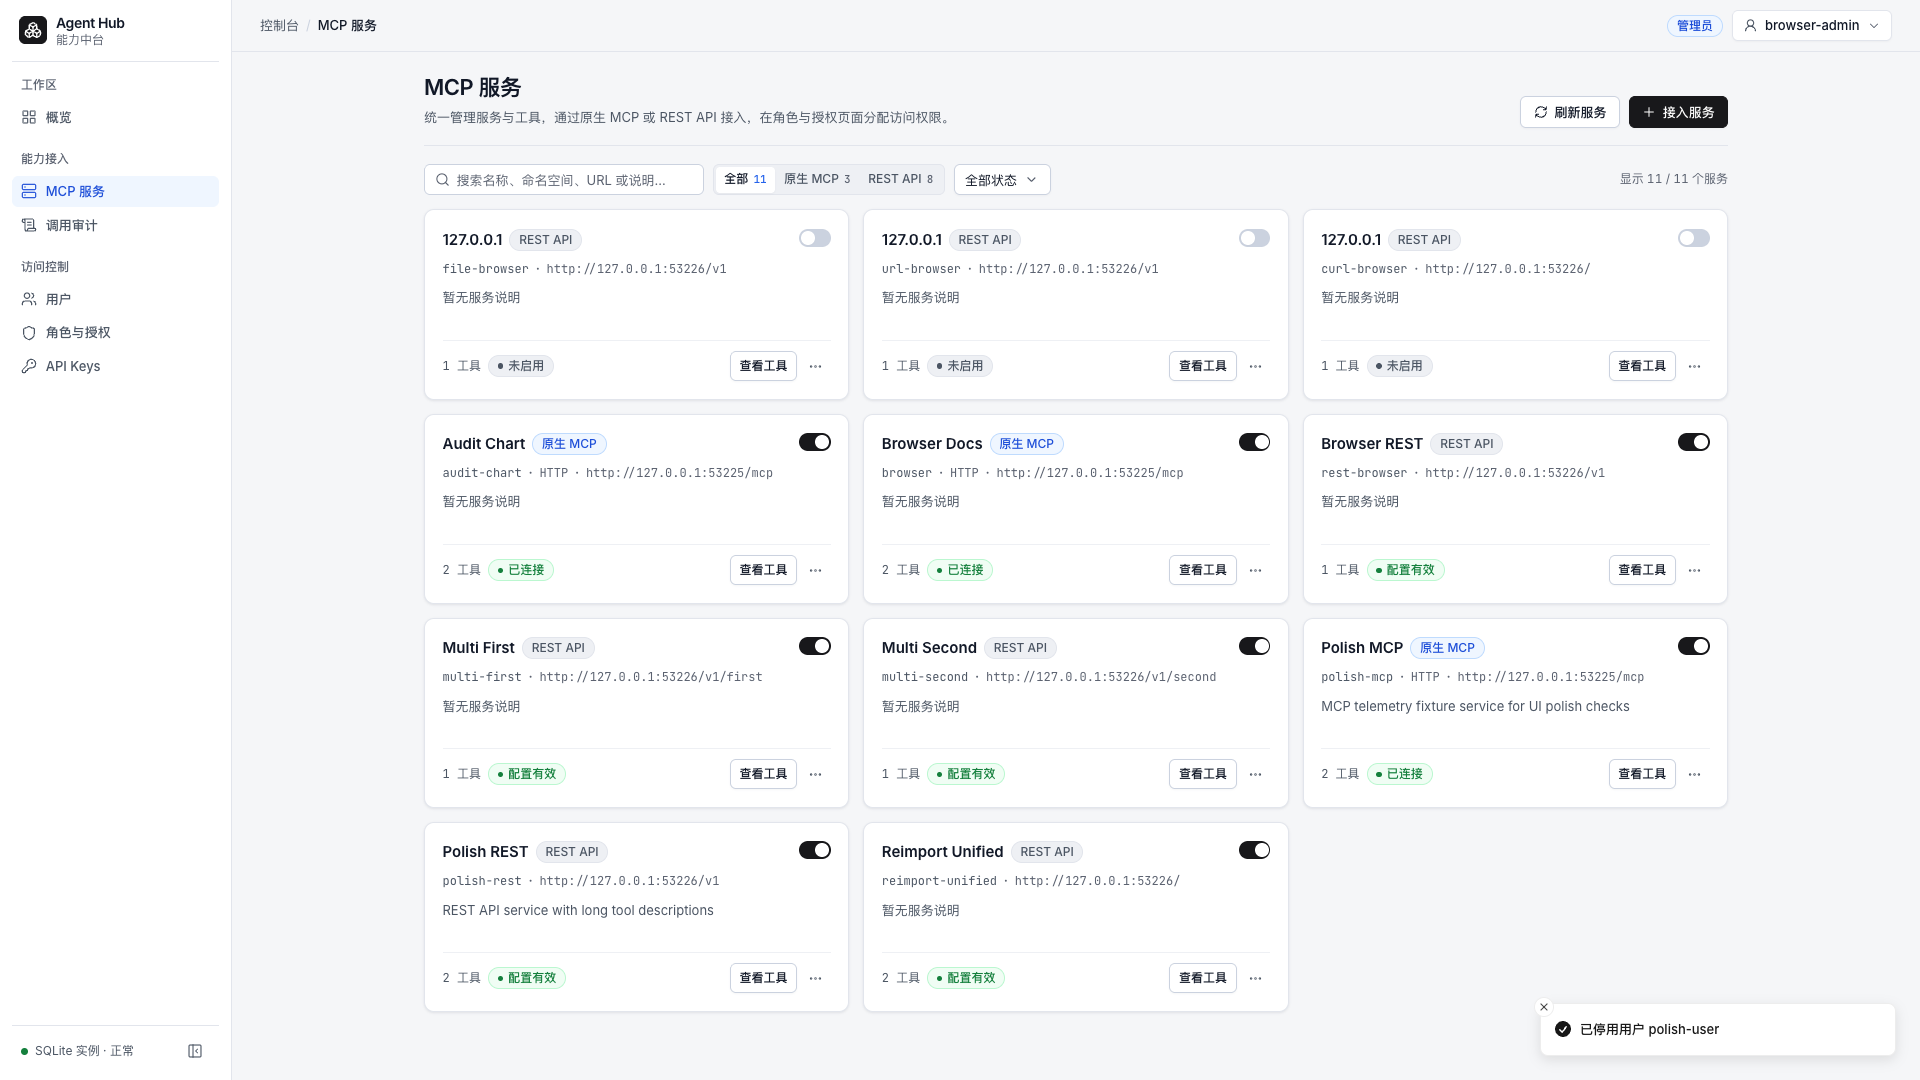 Agent Hub
能力中台
工作区
概览
能力接入
MCP 服务
调用审计
访问控制
用户
角色与授权
API Keys
SQLite 实例 · 正常
控制台 / MCP 服务
管理员
browser-admin
MCP 服务
统一管理服务与工具，通过原生 MCP 或 REST API 接入，在角色与授权页面分配访问权限。
刷新服务
接入服务
搜索名称、命名空间、URL 或说明...
全部 11
原生 MCP 3
REST API 8
全部状态
显示 11 / 11 个服务
127.0.0.1 REST API
file-browser · http://127.0.0.1:53226/v1
暂无服务说明
1 工具 未启用 查看工具
127.0.0.1 REST API
url-browser · http://127.0.0.1:53226/v1
暂无服务说明
1 工具 未启用 查看工具
127.0.0.1 REST API
curl-browser · http://127.0.0.1:53226/
暂无服务说明
1 工具 未启用 查看工具
Audit Chart 原生 MCP
audit-chart · HTTP · http://127.0.0.1:53225/mcp
暂无服务说明
2 工具 已连接 查看工具
Browser Docs 原生 MCP
browser · HTTP · http://127.0.0.1:53225/mcp
暂无服务说明
2 工具 已连接 查看工具
Browser REST REST API
rest-browser · http://127.0.0.1:53226/v1
暂无服务说明
1 工具 配置有效 查看工具
Multi First REST API
multi-first · http://127.0.0.1:53226/v1/first
暂无服务说明
1 工具 配置有效 查看工具
Multi Second REST API
multi-second · http://127.0.0.1:53226/v1/second
暂无服务说明
1 工具 配置有效 查看工具
Polish MCP 原生 MCP
polish-mcp · HTTP · http://127.0.0.1:53225/mcp
MCP telemetry fixture service for UI polish checks
2 工具 已连接 查看工具
Polish REST REST API
polish-rest · http://127.0.0.1:53226/v1
REST API service with long tool descriptions
2 工具 配置有效 查看工具
Reimport Unified REST API
reimport-unified · http://127.0.0.1:53226/
暂无服务说明
2 工具 配置有效 查看工具
已停用用户 polish-user